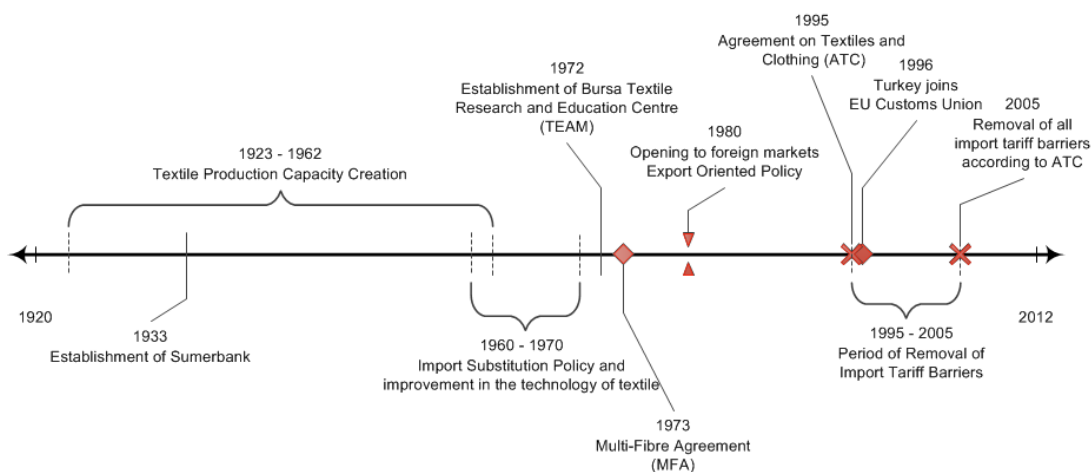 1923 - 1962
Textile Production Capacity Creation
1972
Establishment of Bursa Textile
Research and Education Centre
(TEAM)
1980
Opening to foreign markets
Export Oriented Policy
1995
Agreement on Textiles and
Clothing (ATC)
1996
Turkey joins
EU Customs Union
2005
Removal of all
import tariff barriers
according to ATC
1920
1933
Establishment of Sumerbank
1960 - 1970
Import Substitution Policy and
improvement in the technology of textile
1973
Multi-Fibre Agreement
(MFA)
1995 - 2005
Period of Removal of
Import Tariff Barriers
2012